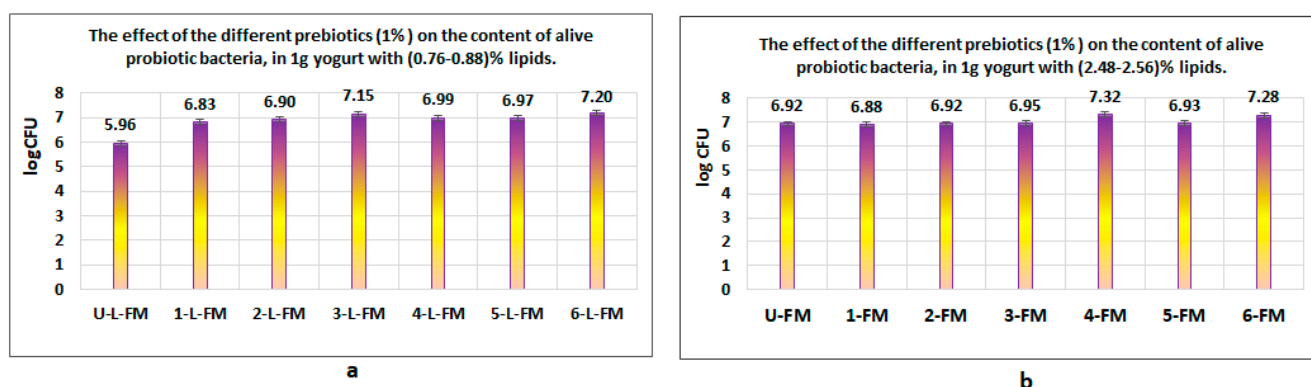 The effect of the different prebiotics (1%) on the content of alive
probiotic bacteria, in 1g yogurt with (0.76-0.88)% lipids.
logCFU
8
7
6
5
4
3
2
1
0
5.96 6.83 6.90 7.15 6.99 6.97 7.20
U-L-FM 1-L-FM 2-L-FM 3-L-FM 4-L-FM 5-L-FM 6-L-FM
a
The effect of the different prebiotics (1%) on the content of alive
probiotic bacteria, in 1g yogurt with (2.48-2.56)% lipids.
log CFU
8
7
6
5
4
3
2
1
0
6.92 6.88 6.92 6.95 7.32 6.93 7.28
U-FM 1-FM 2-FM 3-FM 4-FM 5-FM 6-FM
b